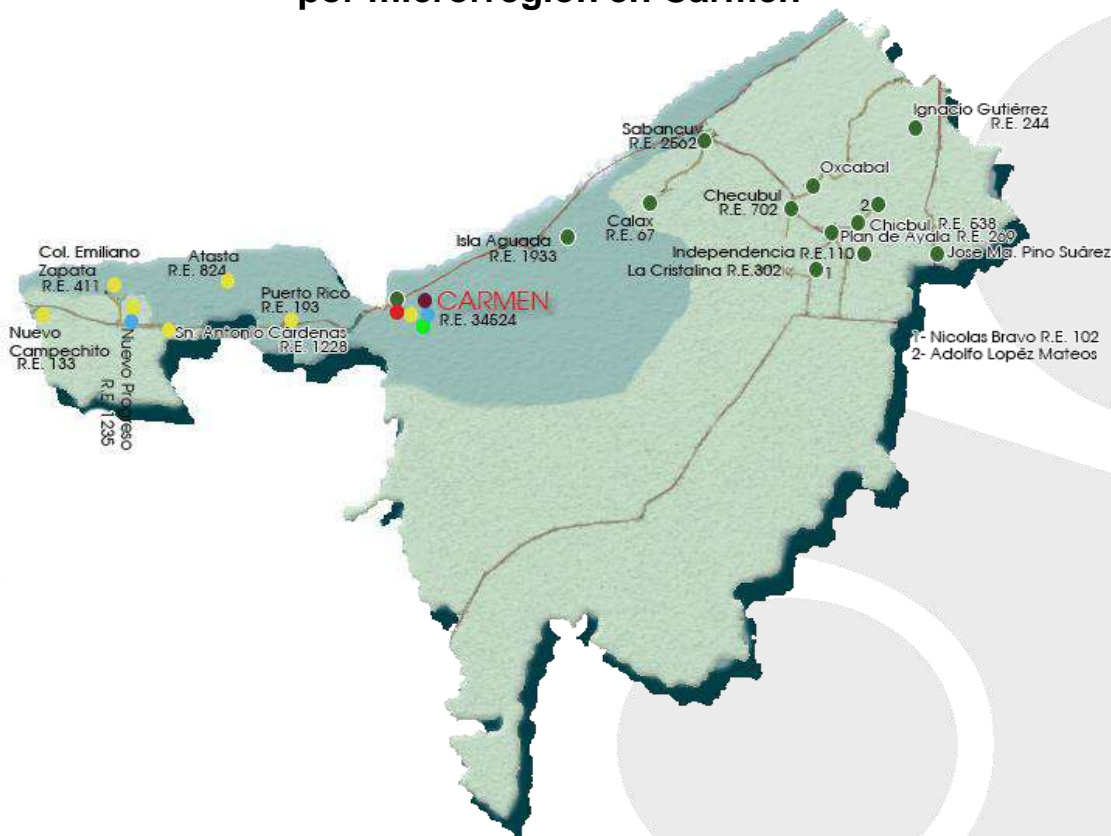 por microrregión en Carmen
Ignacio Gutiérrez
R.E. 244
Sabancuy
R.E. 2562
Oxcabal
Checubul
R.E. 702
2
Calax
R.E. 67
Chicbul R.E. 538
Plan de Ayala R.E. 269
Isla Aguada
R.E. 1933
Independencia R.E.110
Jose Ma. Pino Suárez
La Cristalina R.E.302
1
Col. Emiliano
Zapata
R.E. 411
Atasta
R.E. 824
Puerto Rico
R.E. 193
CARMEN
R.E. 34524
Nuevo
Campechito
R.E. 133
Nuevo Progreso
R.E. 1235
Sn. Antonio Cárdenas
R.E. 1228
1- Nicolas Bravo R.E. 102
2- Adolfo Lopéz Mateos